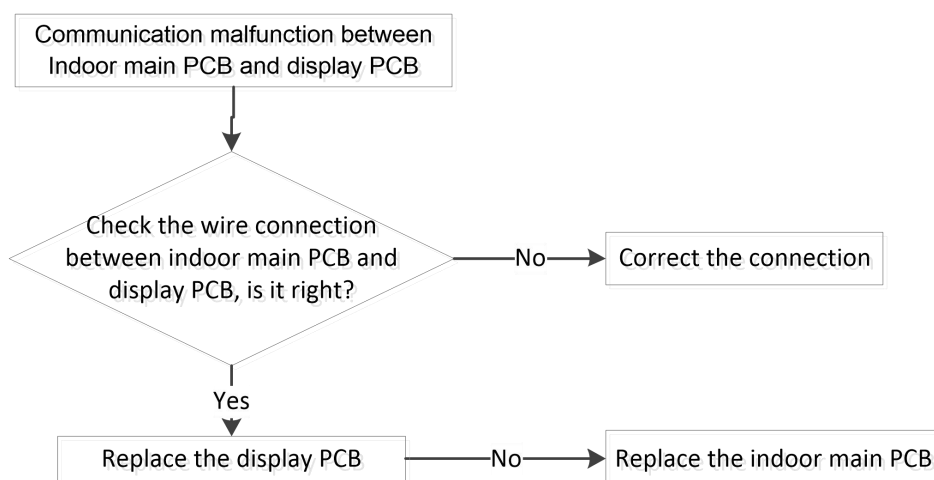 Communication malfunction between
Indoor main PCB and display PCB
Check the wire connection
between indoor main PCB and
display PCB, is it right?
No
Correct the connection
Yes
Replace the display PCB
No
Replace the indoor main PCB